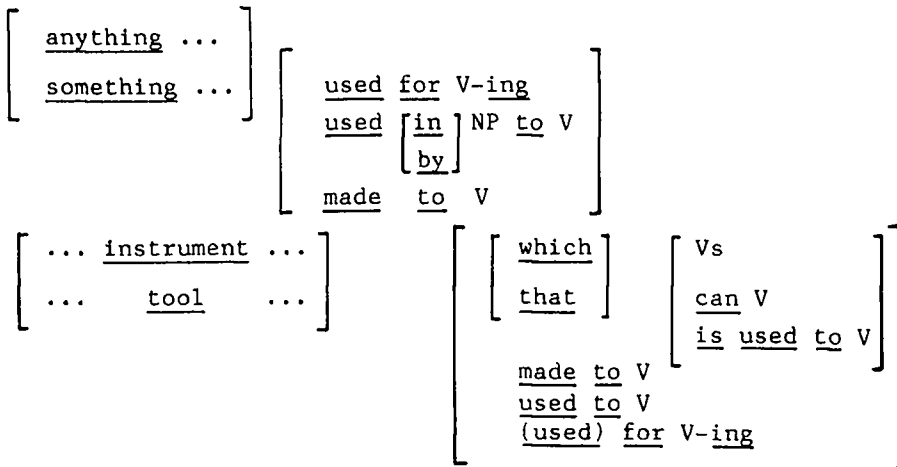 anything ...
something ...
used for V-ing
used [in] NP to V
by
made to V
... instrument ...
... tool ...
which
that
Vs
can V
is used to V
made to V
used to V
(used) for V-ing